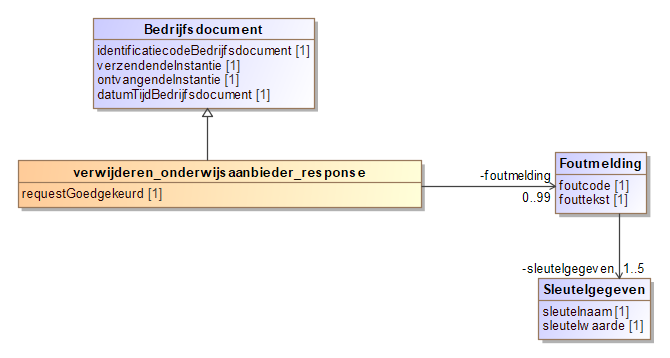 Bedrijfsdocument
identificatiecodeBedrijfsdocument [1]
verzendendeInstantie [1]
ontvangendeInstantie [1]
datumTijdBedrijfsdocument [1]
verwijderen_onderwijsaanbieder_response
requestGoedgekeurd [1]
-foutmelding
0..99
Foutmelding
foutcode [1]
fouttekst [1]
-sleutelgegeven 1..5
Sleutelgegeven
sleutelnaam [1]
sleutelwaarde [1]